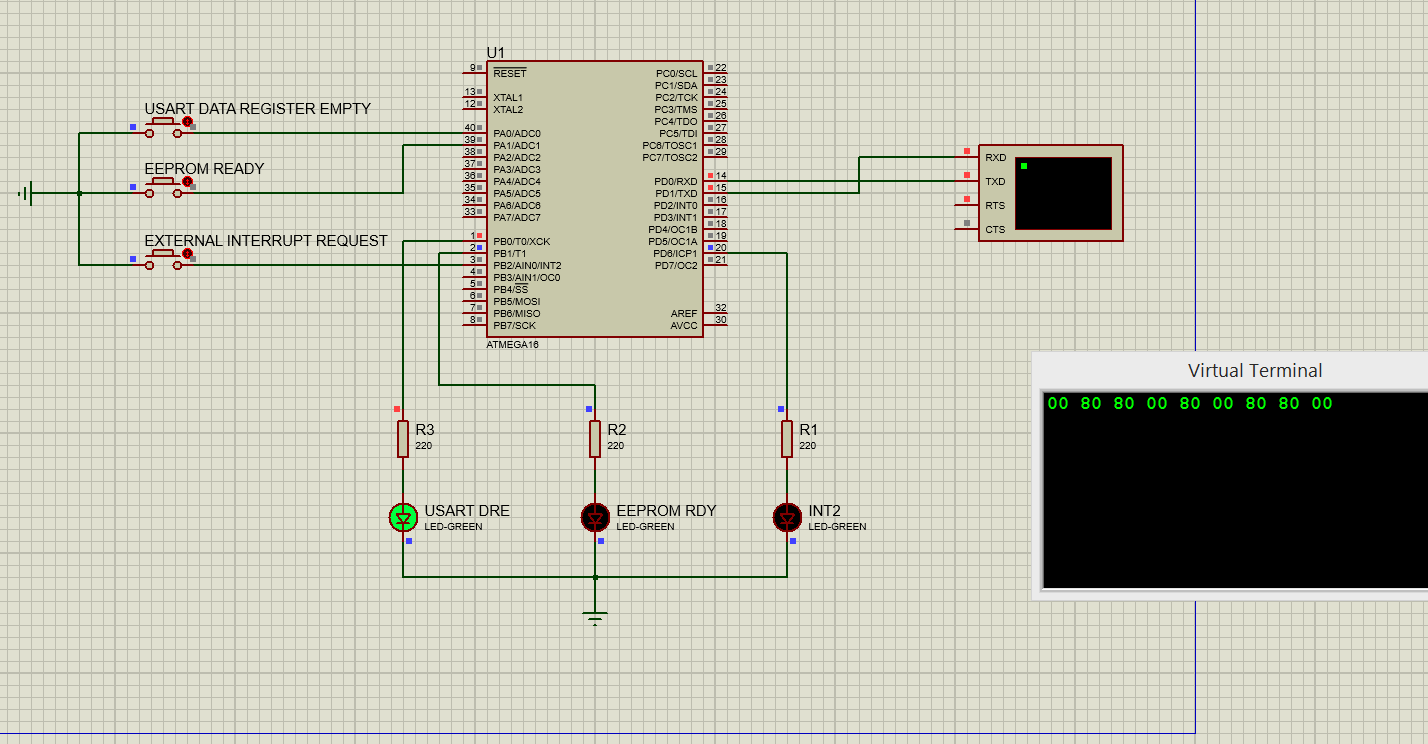 U1
9
RESET
13
XTAL1
12
XTAL2
40
PA0/ADC0
39
PA1/ADC1
38
PA2/ADC2
37
PA3/ADC3
36
PA4/ADC4
35
PA5/ADC5
34
PA6/ADC6
33
PA7/ADC7
1
PB0/T0/XCK
2
PB1/T1
3
PB2/AIN0/INT2
4
PB3/AIN1/OC0
5
PB4/SS
6
PB5/MOSI
7
PB6/MISO
8
PB7/SCK
PC0/SCL
22
PC1/SDA
23
PC2/TCK
24
PC3/TMS
25
PC4/TDO
26
PC5/TDI
27
PC6/TOSC1
28
PC7/TOSC2
29
PD0/RXD
14
PD1/TXD
15
PD2/INT0
16
PD3/INT1
17
PD4/OC1B
18
PD5/OC1A
19
PD6/ICP1
20
PD7/OC2
21
AREF
32
AVCC
30
ATMEGA16
USART DATA REGISTER EMPTY
EEPROM READY
EXTERNAL INTERRUPT REQUEST
RXD
TXD
RTS
CTS
Virtual Terminal
00 80 80 00 80 00 80 80 00
R3
220
R2
220
R1
220
USART DRE
LED-GREEN
EEPROM RDY
LED-GREEN
INT2
LED-GREEN